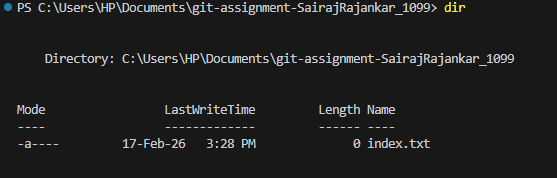 PS C:\Users\HP\Documents\git-assignment-SairajRajankar_1099> dir
Directory: C:\Users\HP\Documents\git-assignment-SairajRajankar_1099
Mode                 LastWriteTime         Length Name
----                 -------------         ------ ----
-a----        17-Feb-26   3:28 PM              0 index.txt